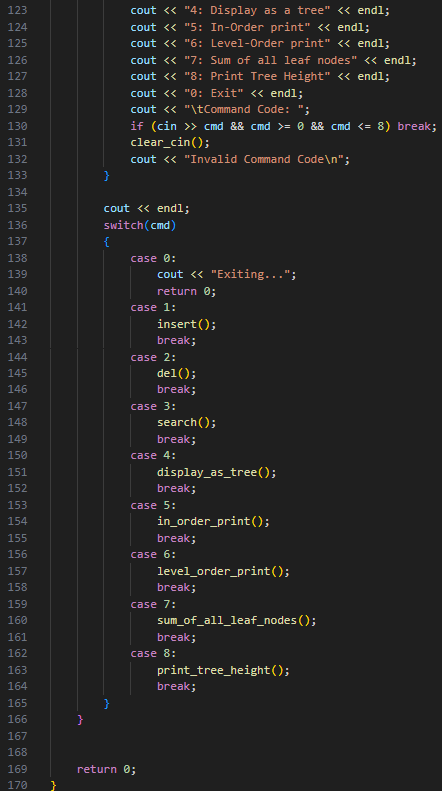 123 cout << "4: Display as a tree" << endl;
124 cout << "5: In-Order print" << endl;
125 cout << "6: Level-Order print" << endl;
126 cout << "7: Sum of all leaf nodes" << endl;
127 cout << "8: Print Tree Height" << endl;
128 cout << "0: Exit" << endl;
129 cout << "\tCommand Code: ";
130 if (cin >> cmd && cmd >= 0 && cmd <= 8) break;
131 clear_cin();
132 cout << "Invalid Command Code\n";
133 }
134
135 cout << endl;
136 switch(cmd)
137 {
138 case 0:
139 cout << "Exiting...";
140 return 0;
141 case 1:
142 insert();
143 break;
144 case 2:
145 del();
146 break;
147 case 3:
148 search();
149 break;
150 case 4:
151 display_as_tree();
152 break;
153 case 5:
154 in_order_print();
155 break;
156 case 6:
157 level_order_print();
158 break;
159 case 7:
160 sum_of_all_leaf_nodes();
161 break;
162 case 8:
163 print_tree_height();
164 break;
165 }
166 }
167
168
169 return 0;
170 }